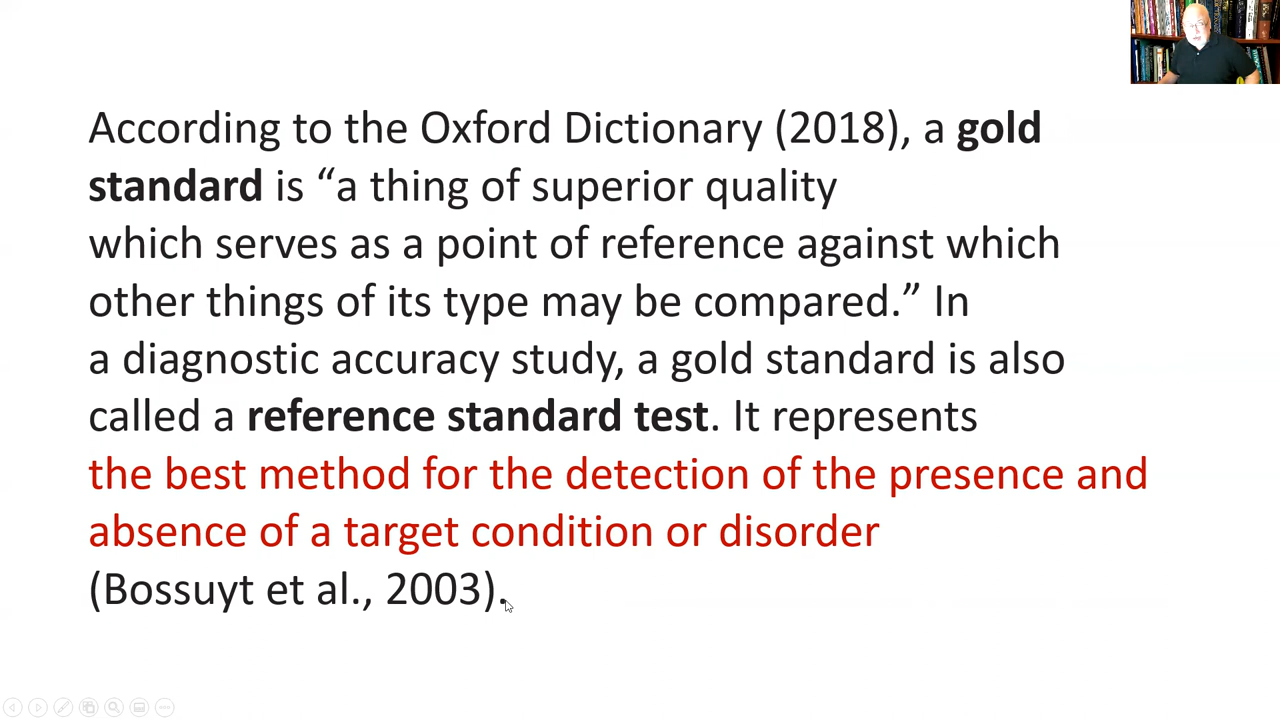 According to the Oxford Dictionary (2018), a gold
standard is “a thing of superior quality
which serves as a point of reference against which
other things of its type may be compared.” In
a diagnostic accuracy study, a gold standard is also
called a reference standard test. It represents
the best method for the detection of the presence and
absence of a target condition or disorder
(Bossuyt et al., 2003).